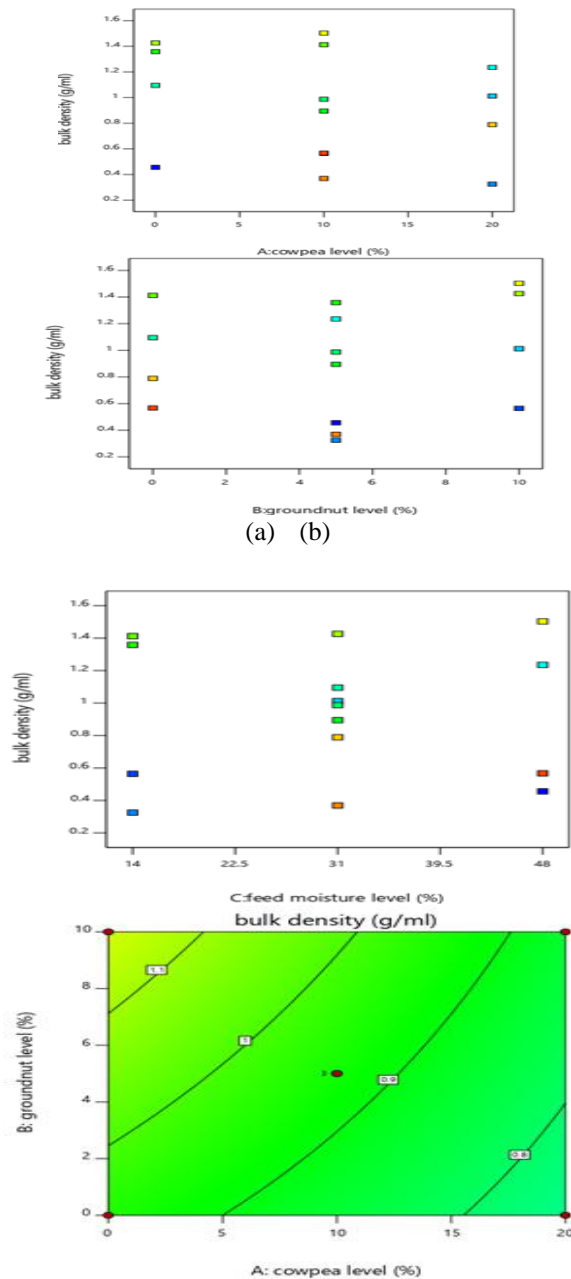 bulk density (g/ml)
1.6
1.4
1.2
1
0.8
0.6
0.4
0.2
0 5 10 15 20
A:cowpea level (%)
bulk density (g/ml)
1.6
1.4
1.2
1
0.8
0.6
0.4
0.2
0 2 4 6 8 10
B:groundnut level (%)
(a) (b)
bulk density (g/ml)
1.6
1.4
1.2
1
0.8
0.6
0.4
0.2
14 22.5 31 39.5 48
C:feed moisture level (%)
bulk density (g/ml)
B: groundnut level (%)
10
8
6
4
2
0
1.1
1
3
0.9
0.8
0 5 10 15 20
A: cowpea level (%)